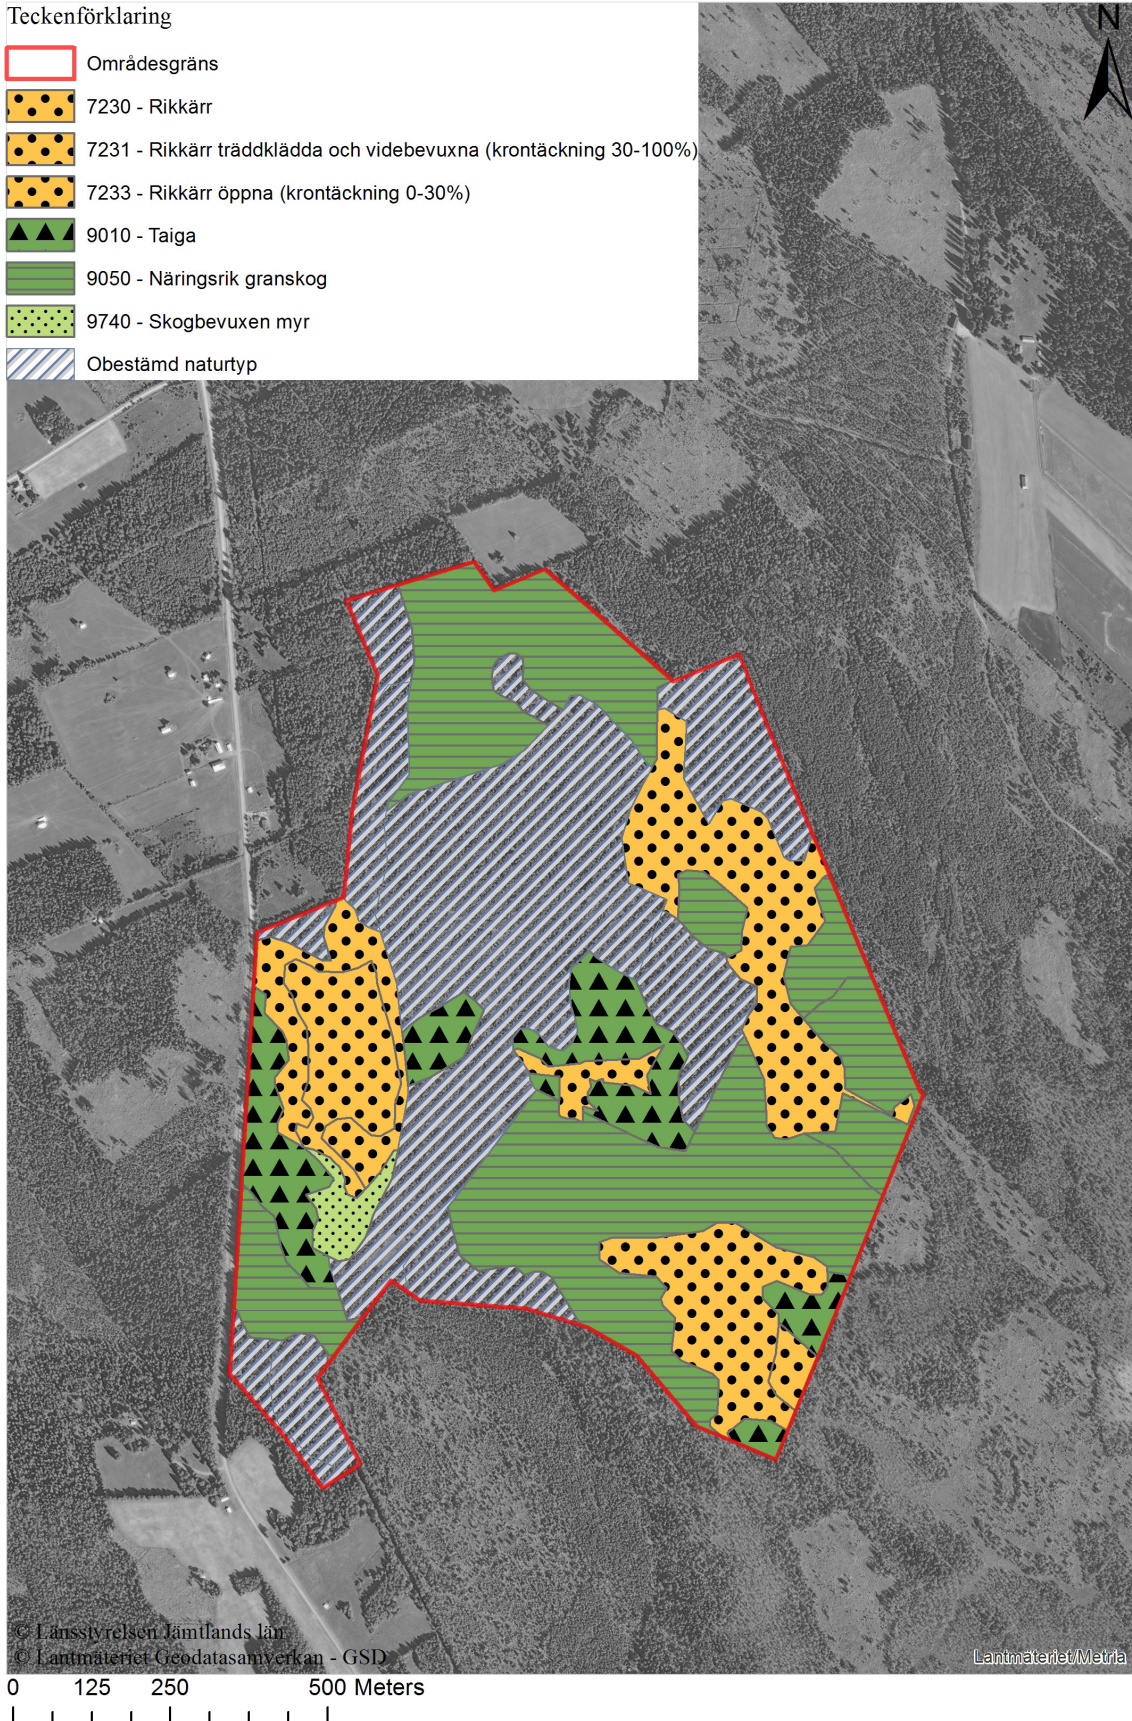 Teckenförklaring
N
Områdesgräns
7230 - Rikkärr
7231 - Rikkärr träddklädda och videbevuxna (krontäckning 30-100%)
7233 - Rikkärr öppna (krontäckning 0-30%)
9010 - Taiga
9050 - Näringsrik granskog
9740 - Skogbevuxen myr
Obestämd naturtyp
© Länsstyrelsen Jämtlands län
© Lantmäteriet Geodatasamverkan - GSD
Lantmäteriet/Metria
0 125 250 500 Meters